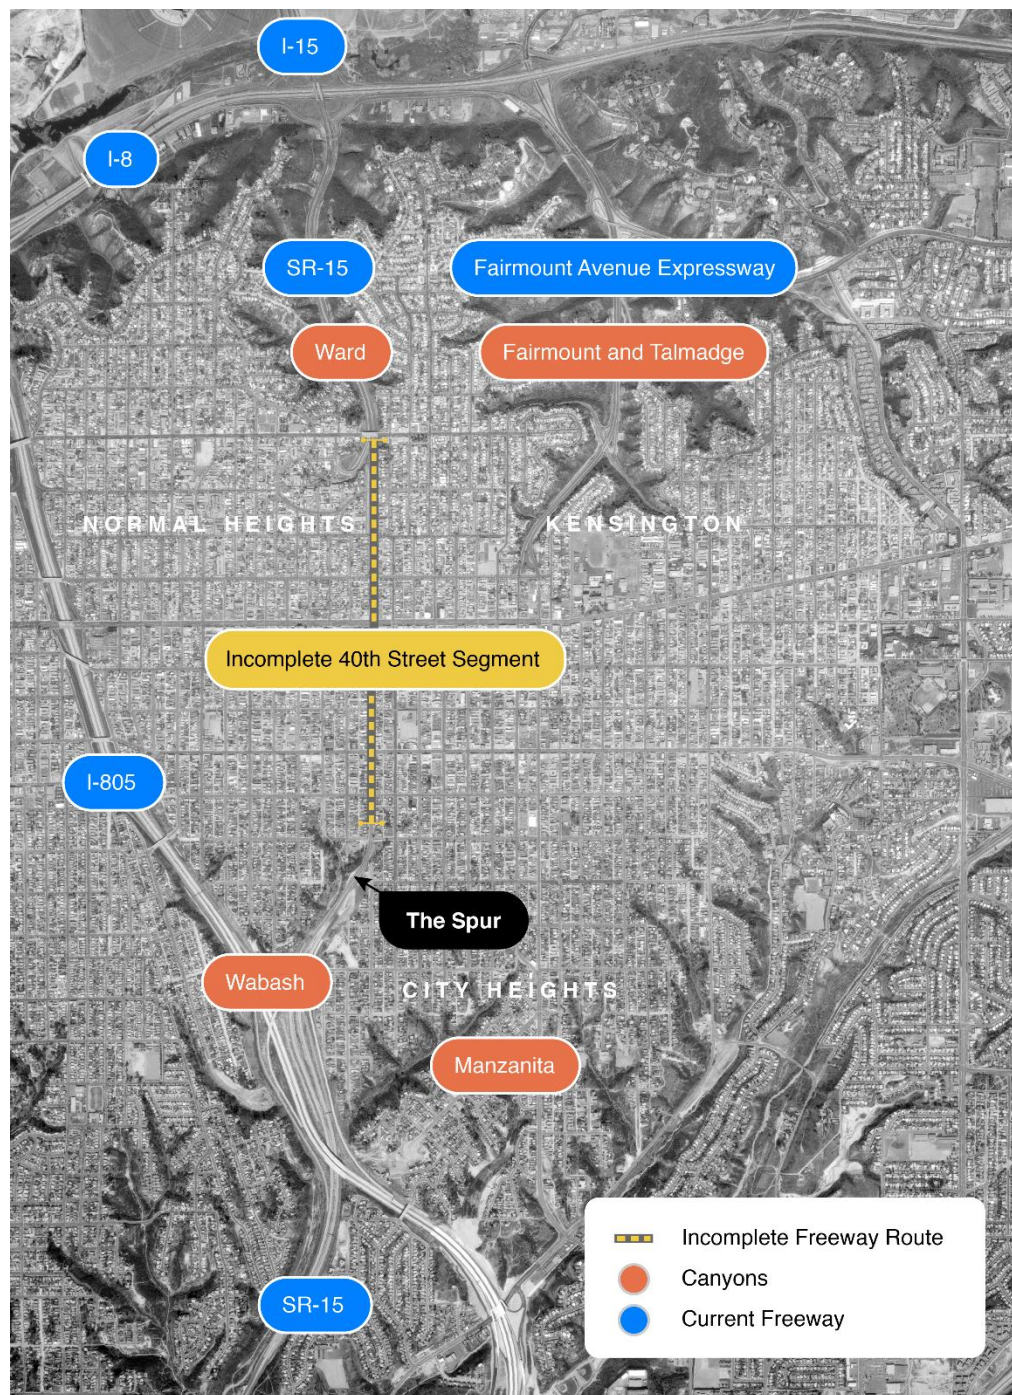 I-15
I-8
SR-15
Fairmount Avenue Expressway
Ward
Fairmount and Talmadge
NORMAL HEIGHTS
KENSINGTON
Incomplete 40th Street Segment
I-805
The Spur
Wabash
CITY HEIGHTS
Manzanita
Incomplete Freeway Route
Canyons
Current Freeway
SR-15